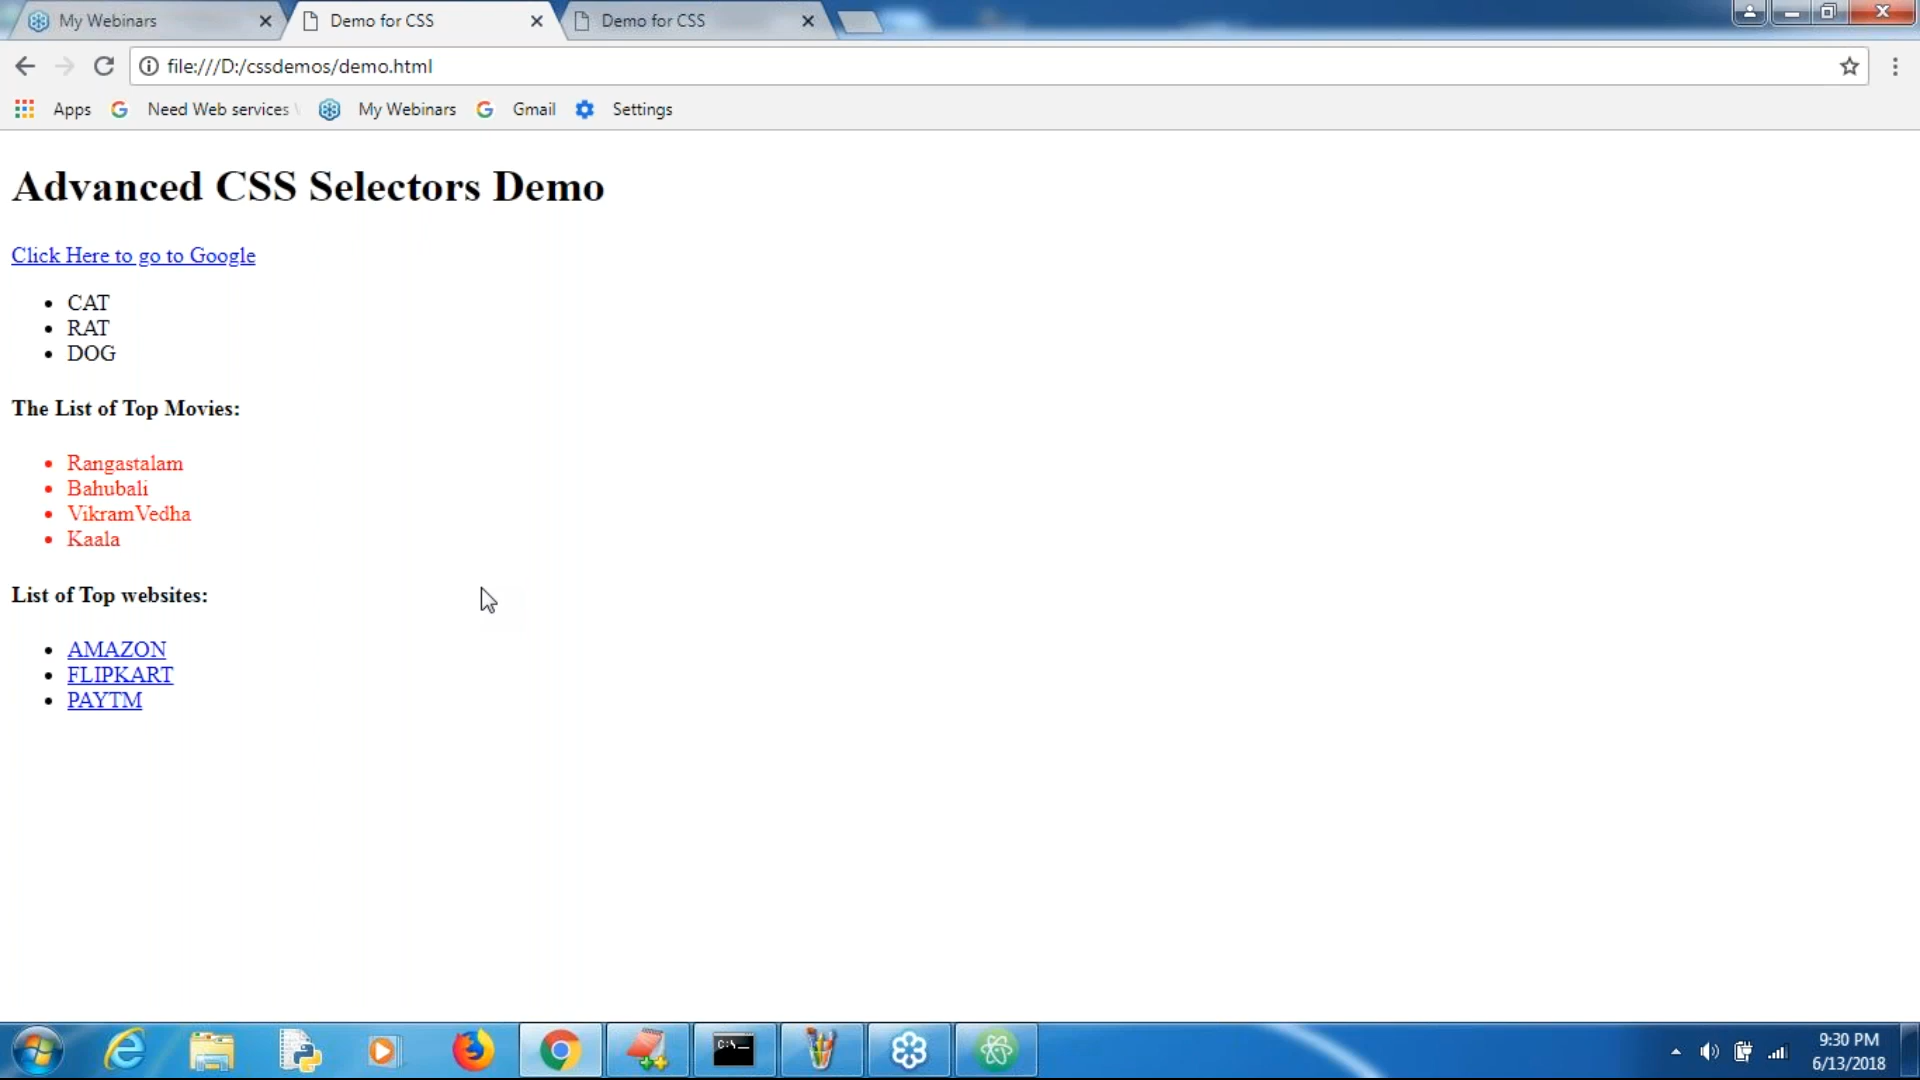 My Webinars
Demo for CSS
Demo for CSS
file:///D:/cssdemos/demo.html
Apps
Need Web services
My Webinars
Gmail
Settings
Advanced CSS Selectors Demo
Click Here to go to Google
• CAT
• RAT
• DOG
The List of Top Movies:
• Rangastalam
• Bahubali
• VikramVedha
• Kaala
List of Top websites:
• AMAZON
• FLIPKART
• PAYTM
9:30 PM
6/13/2018